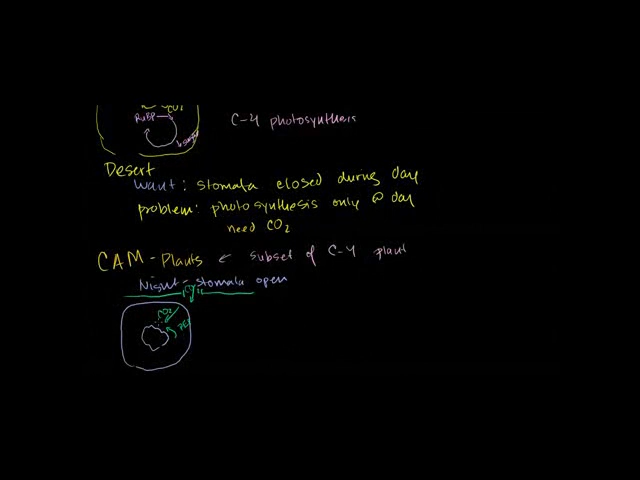 CO2
RuBP
C-4 photosynthesis
Desert
Want: stomata closed during day
problem: photosynthesis only @ day
need CO2
CAM - Plants ← subset of C-4 plant
Night - stomata open
CO2
PEP